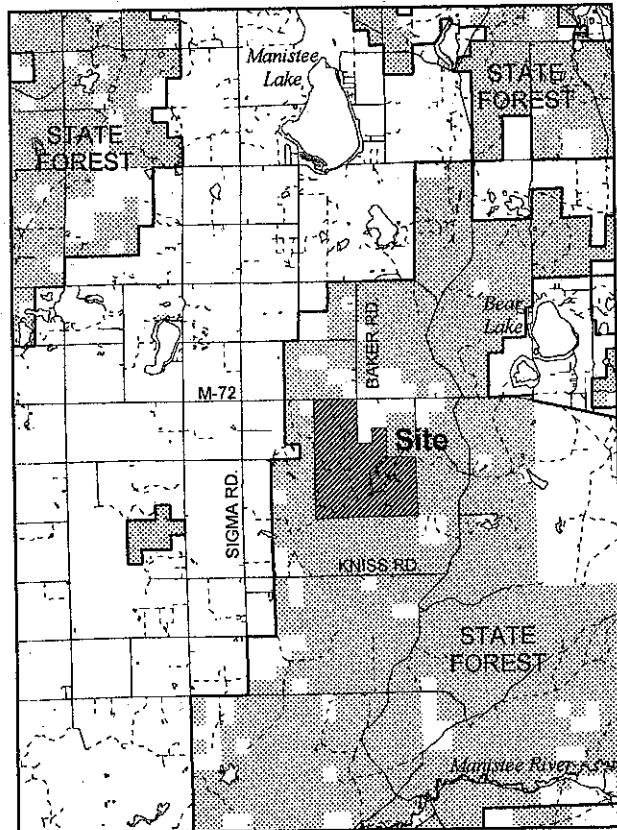 Manistee
Lake
STATE
FOREST
STATE
FOREST
Bear
Lake
BAKER RD.
M-72
Site
SIGMA RD.
KNISS RD.
STATE
FOREST
Manistee River